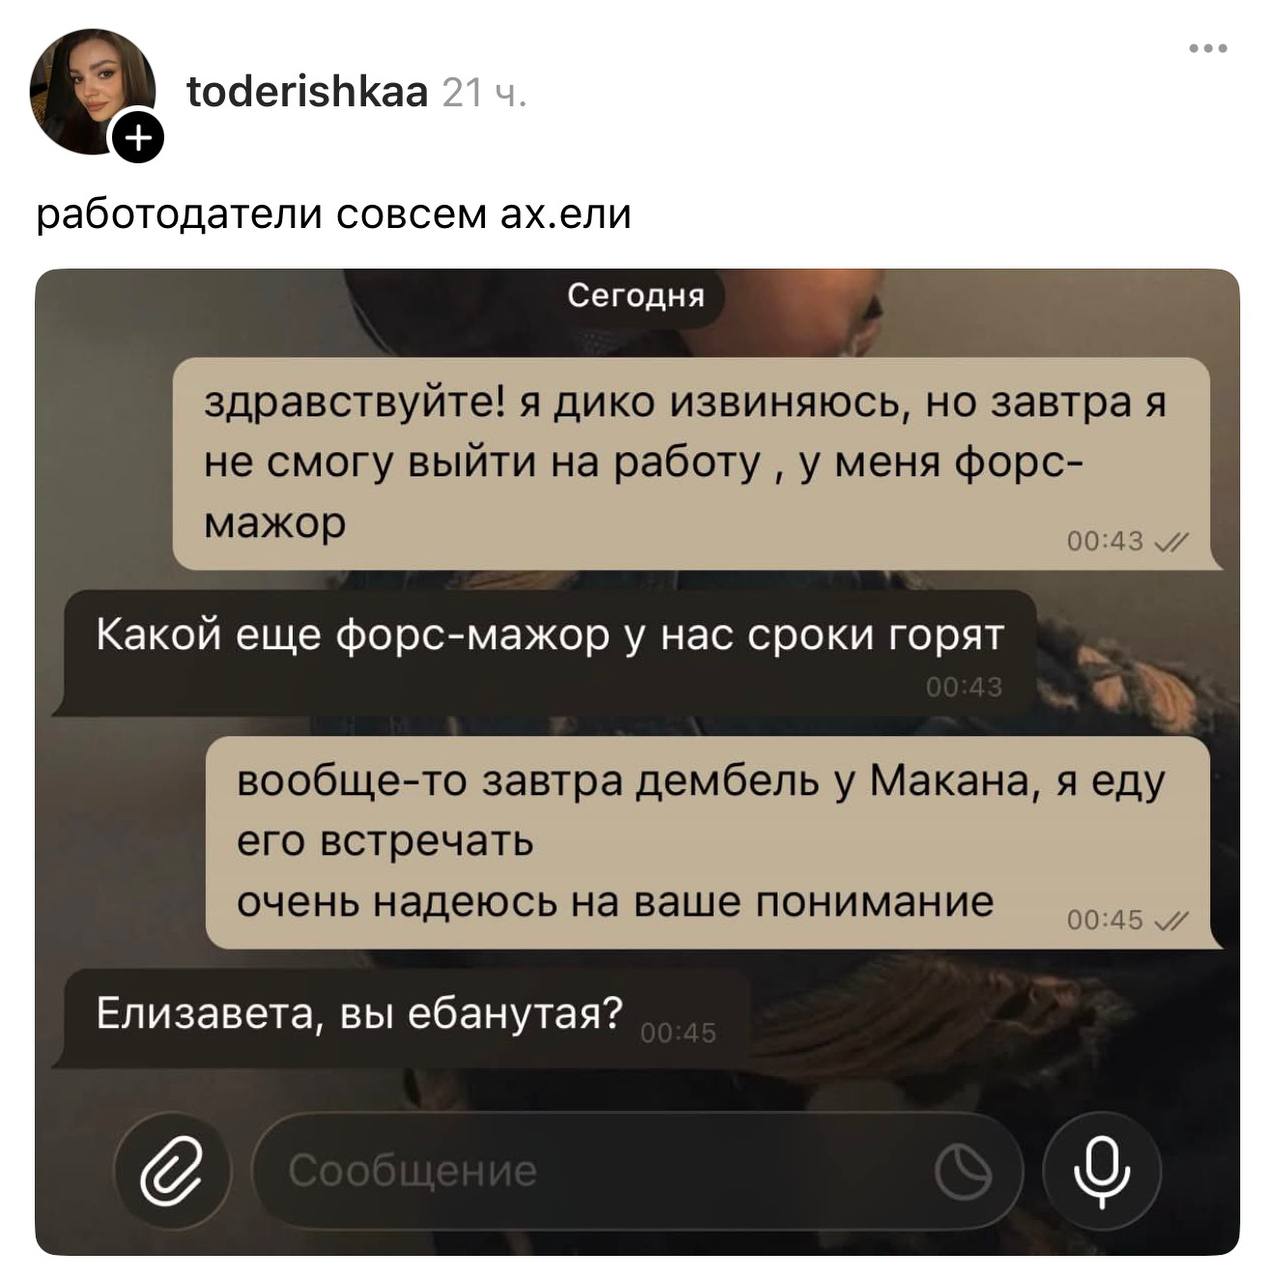 toderishkaa 21 ч.
работодатели совсем ах.ели
Сегодня
здравствуйте! я дико извиняюсь, но завтра я
не смогу выйти на работу , у меня форс-
мажор
00:43
Какой еще форс-мажор у нас сроки горят
00:43
вообще-то завтра дембель у Макана, я еду
его встречать
очень надеюсь на ваше понимание
00:45
Елизавета, вы ебанутая? 00:45
Сообщение